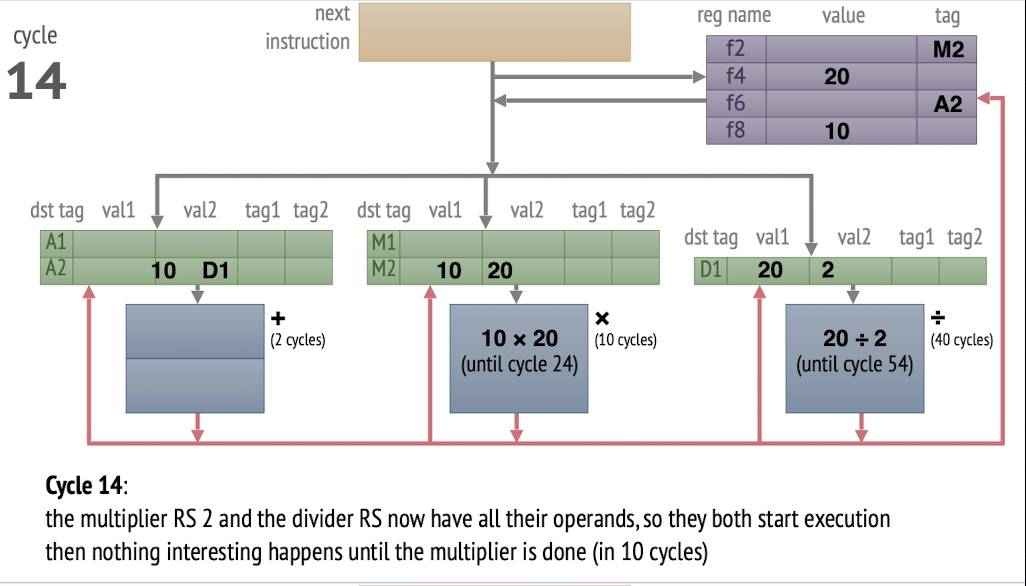 cycle
14
next
instruction
reg name value tag
f2 M2
f4 20
f6 A2
f8 10
dst tag val1 val2 tag1 tag2
A1
A2 10 D1
+
(2 cycles)
dst tag val1 val2 tag1 tag2
M1
M2 10 20
×
(10 cycles)
10 × 20
(until cycle 24)
dst tag val1 val2 tag1 tag2
D1 20 2
÷
(40 cycles)
20 ÷ 2
(until cycle 54)
Cycle 14:
the multiplier RS 2 and the divider RS now have all their operands, so they both start execution
then nothing interesting happens until the multiplier is done (in 10 cycles)